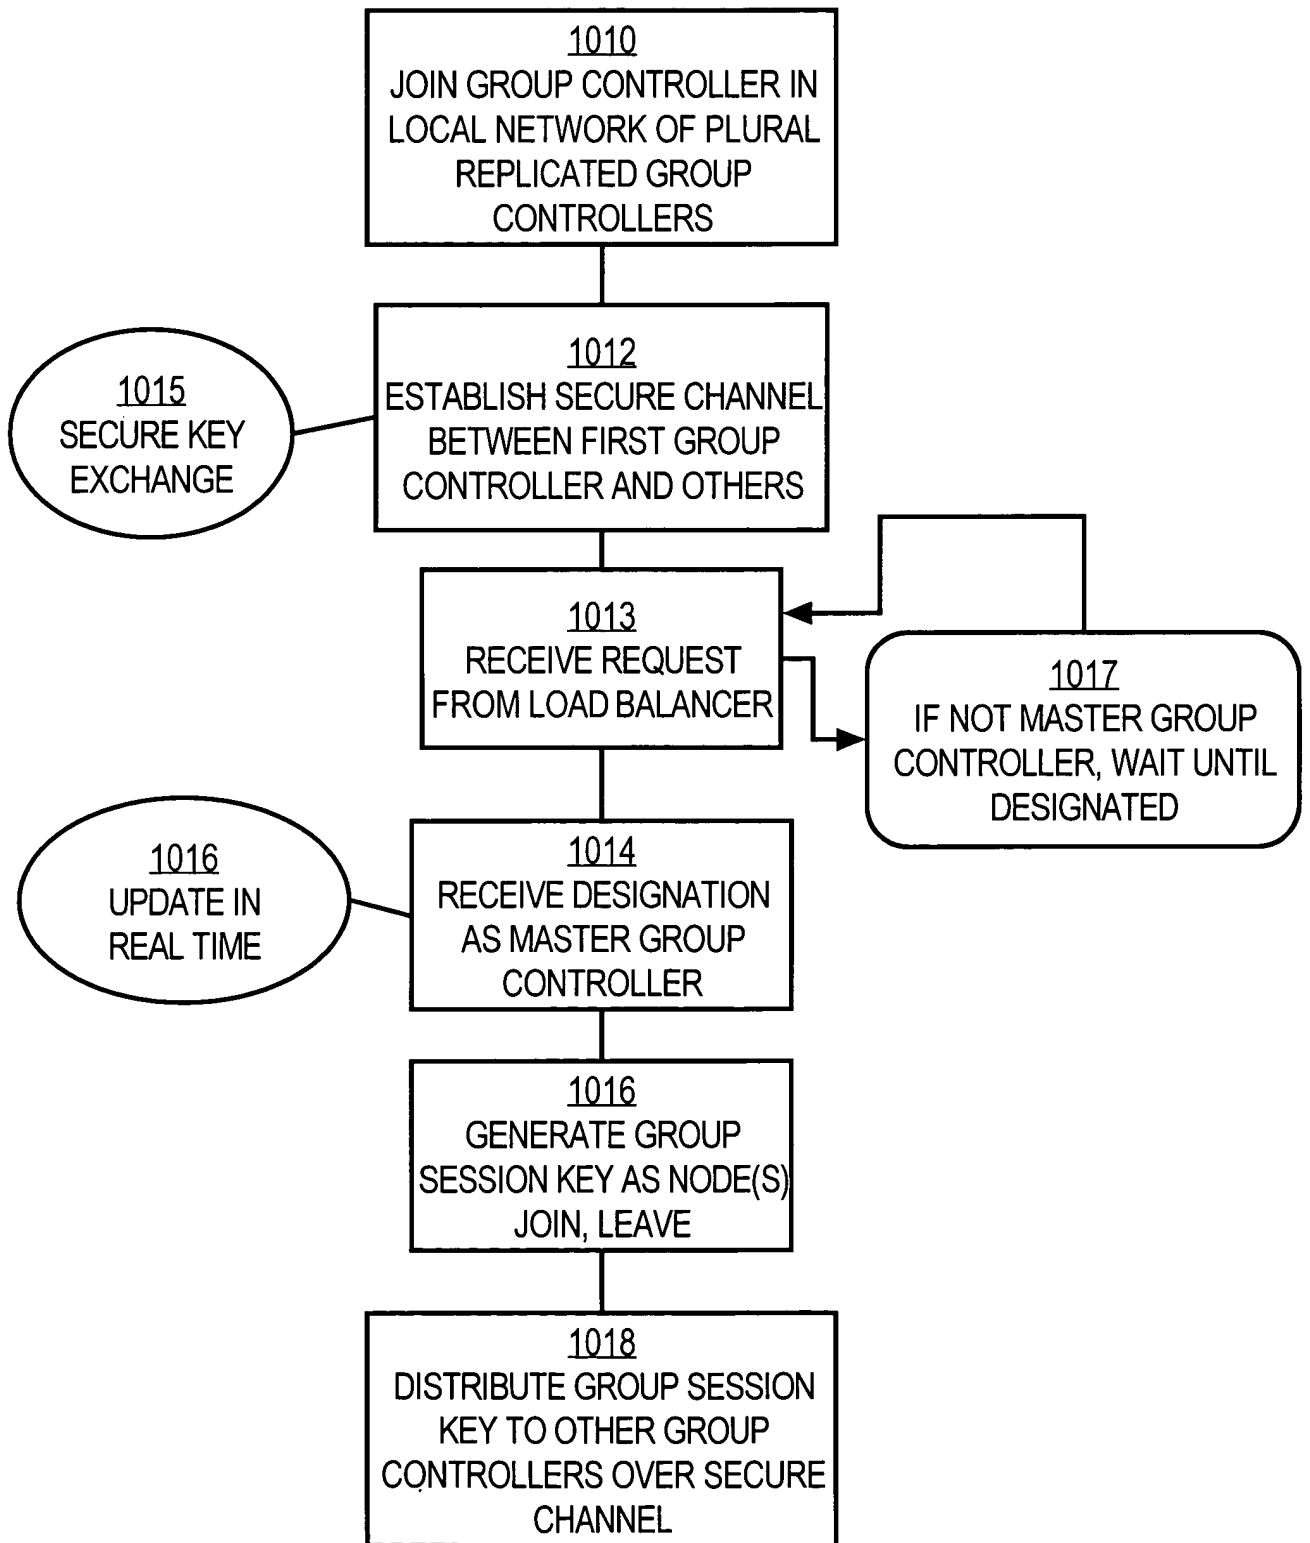 1010
JOIN GROUP CONTROLLER IN
LOCAL NETWORK OF PLURAL
REPLICATED GROUP
CONTROLLERS
1012
ESTABLISH SECURE CHANNEL
BETWEEN FIRST GROUP
CONTROLLER AND OTHERS
1015
SECURE KEY
EXCHANGE
1013
RECEIVE REQUEST
FROM LOAD BALANCER
1017
IF NOT MASTER GROUP
CONTROLLER, WAIT UNTIL
DESIGNATED
1014
RECEIVE DESIGNATION
AS MASTER GROUP
CONTROLLER
1016
UPDATE IN
REAL TIME
1016
GENERATE GROUP
SESSION KEY AS NODE(S)
JOIN, LEAVE
1018
DISTRIBUTE GROUP SESSION
KEY TO OTHER GROUP
CONTROLLERS OVER SECURE
CHANNEL